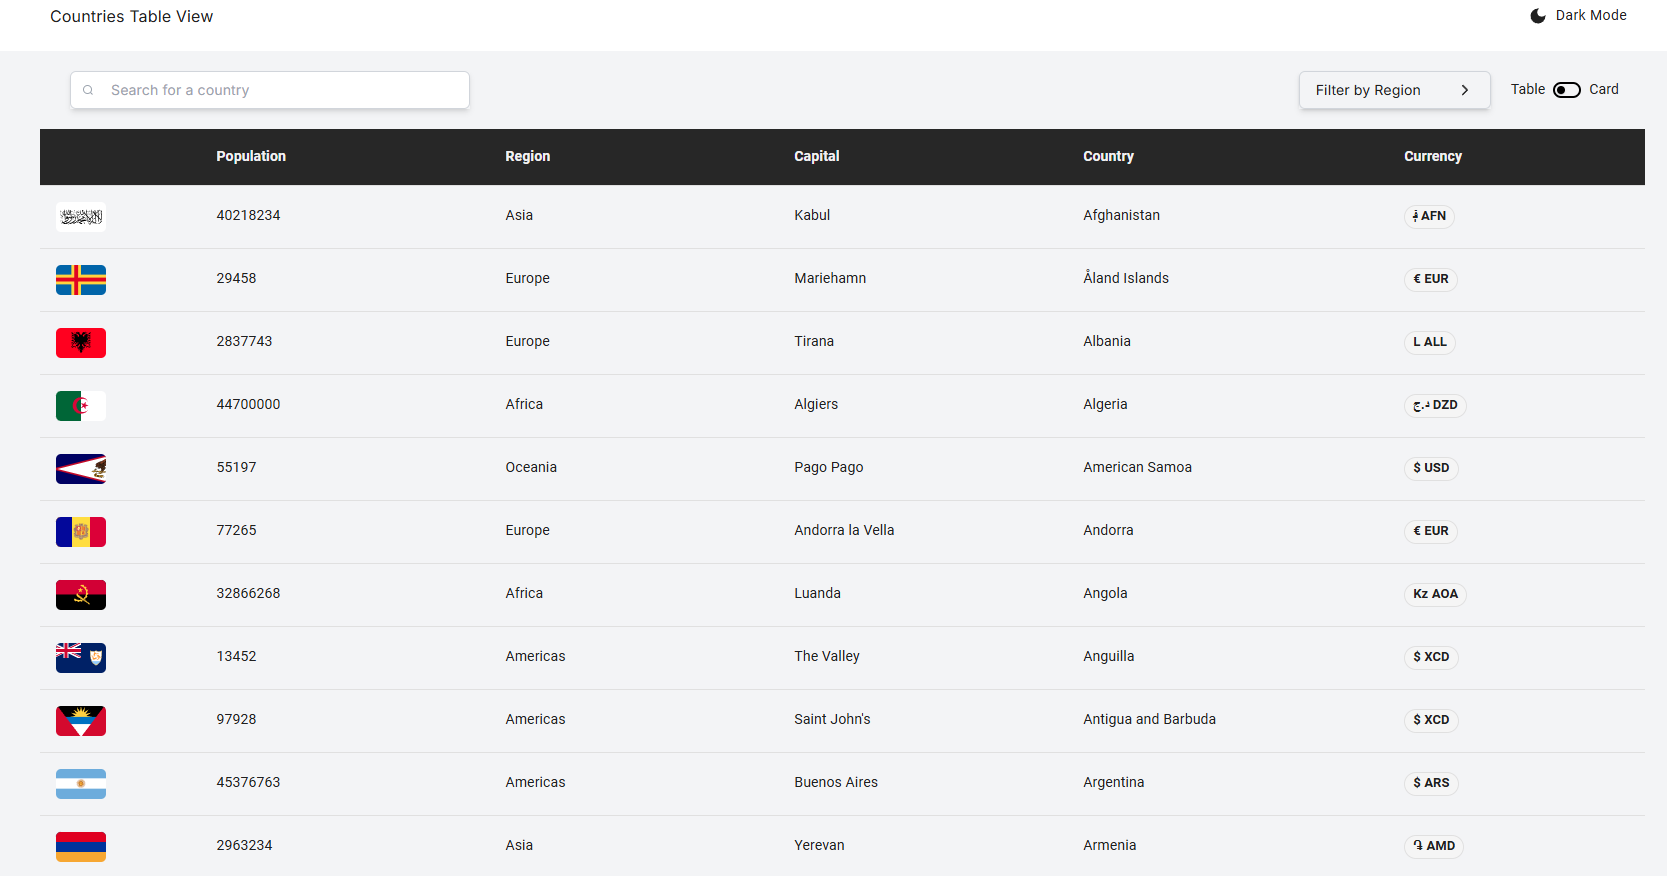 Countries Table View
Dark Mode
Search for a country
Filter by Region
Table Card
Population Region Capital Country Currency
40218234 Asia Kabul Afghanistan ؋ AFN
29458 Europe Mariehamn Åland Islands € EUR
2837743 Europe Tirana Albania L ALL
44700000 Africa Algiers Algeria د.ج DZD
55197 Oceania Pago Pago American Samoa $ USD
77265 Europe Andorra la Vella Andorra € EUR
32866268 Africa Luanda Angola Kz AOA
13452 Americas The Valley Anguilla $ XCD
97928 Americas Saint John's Antigua and Barbuda $ XCD
45376763 Americas Buenos Aires Argentina $ ARS
2963234 Asia Yerevan Armenia ֏ AMD